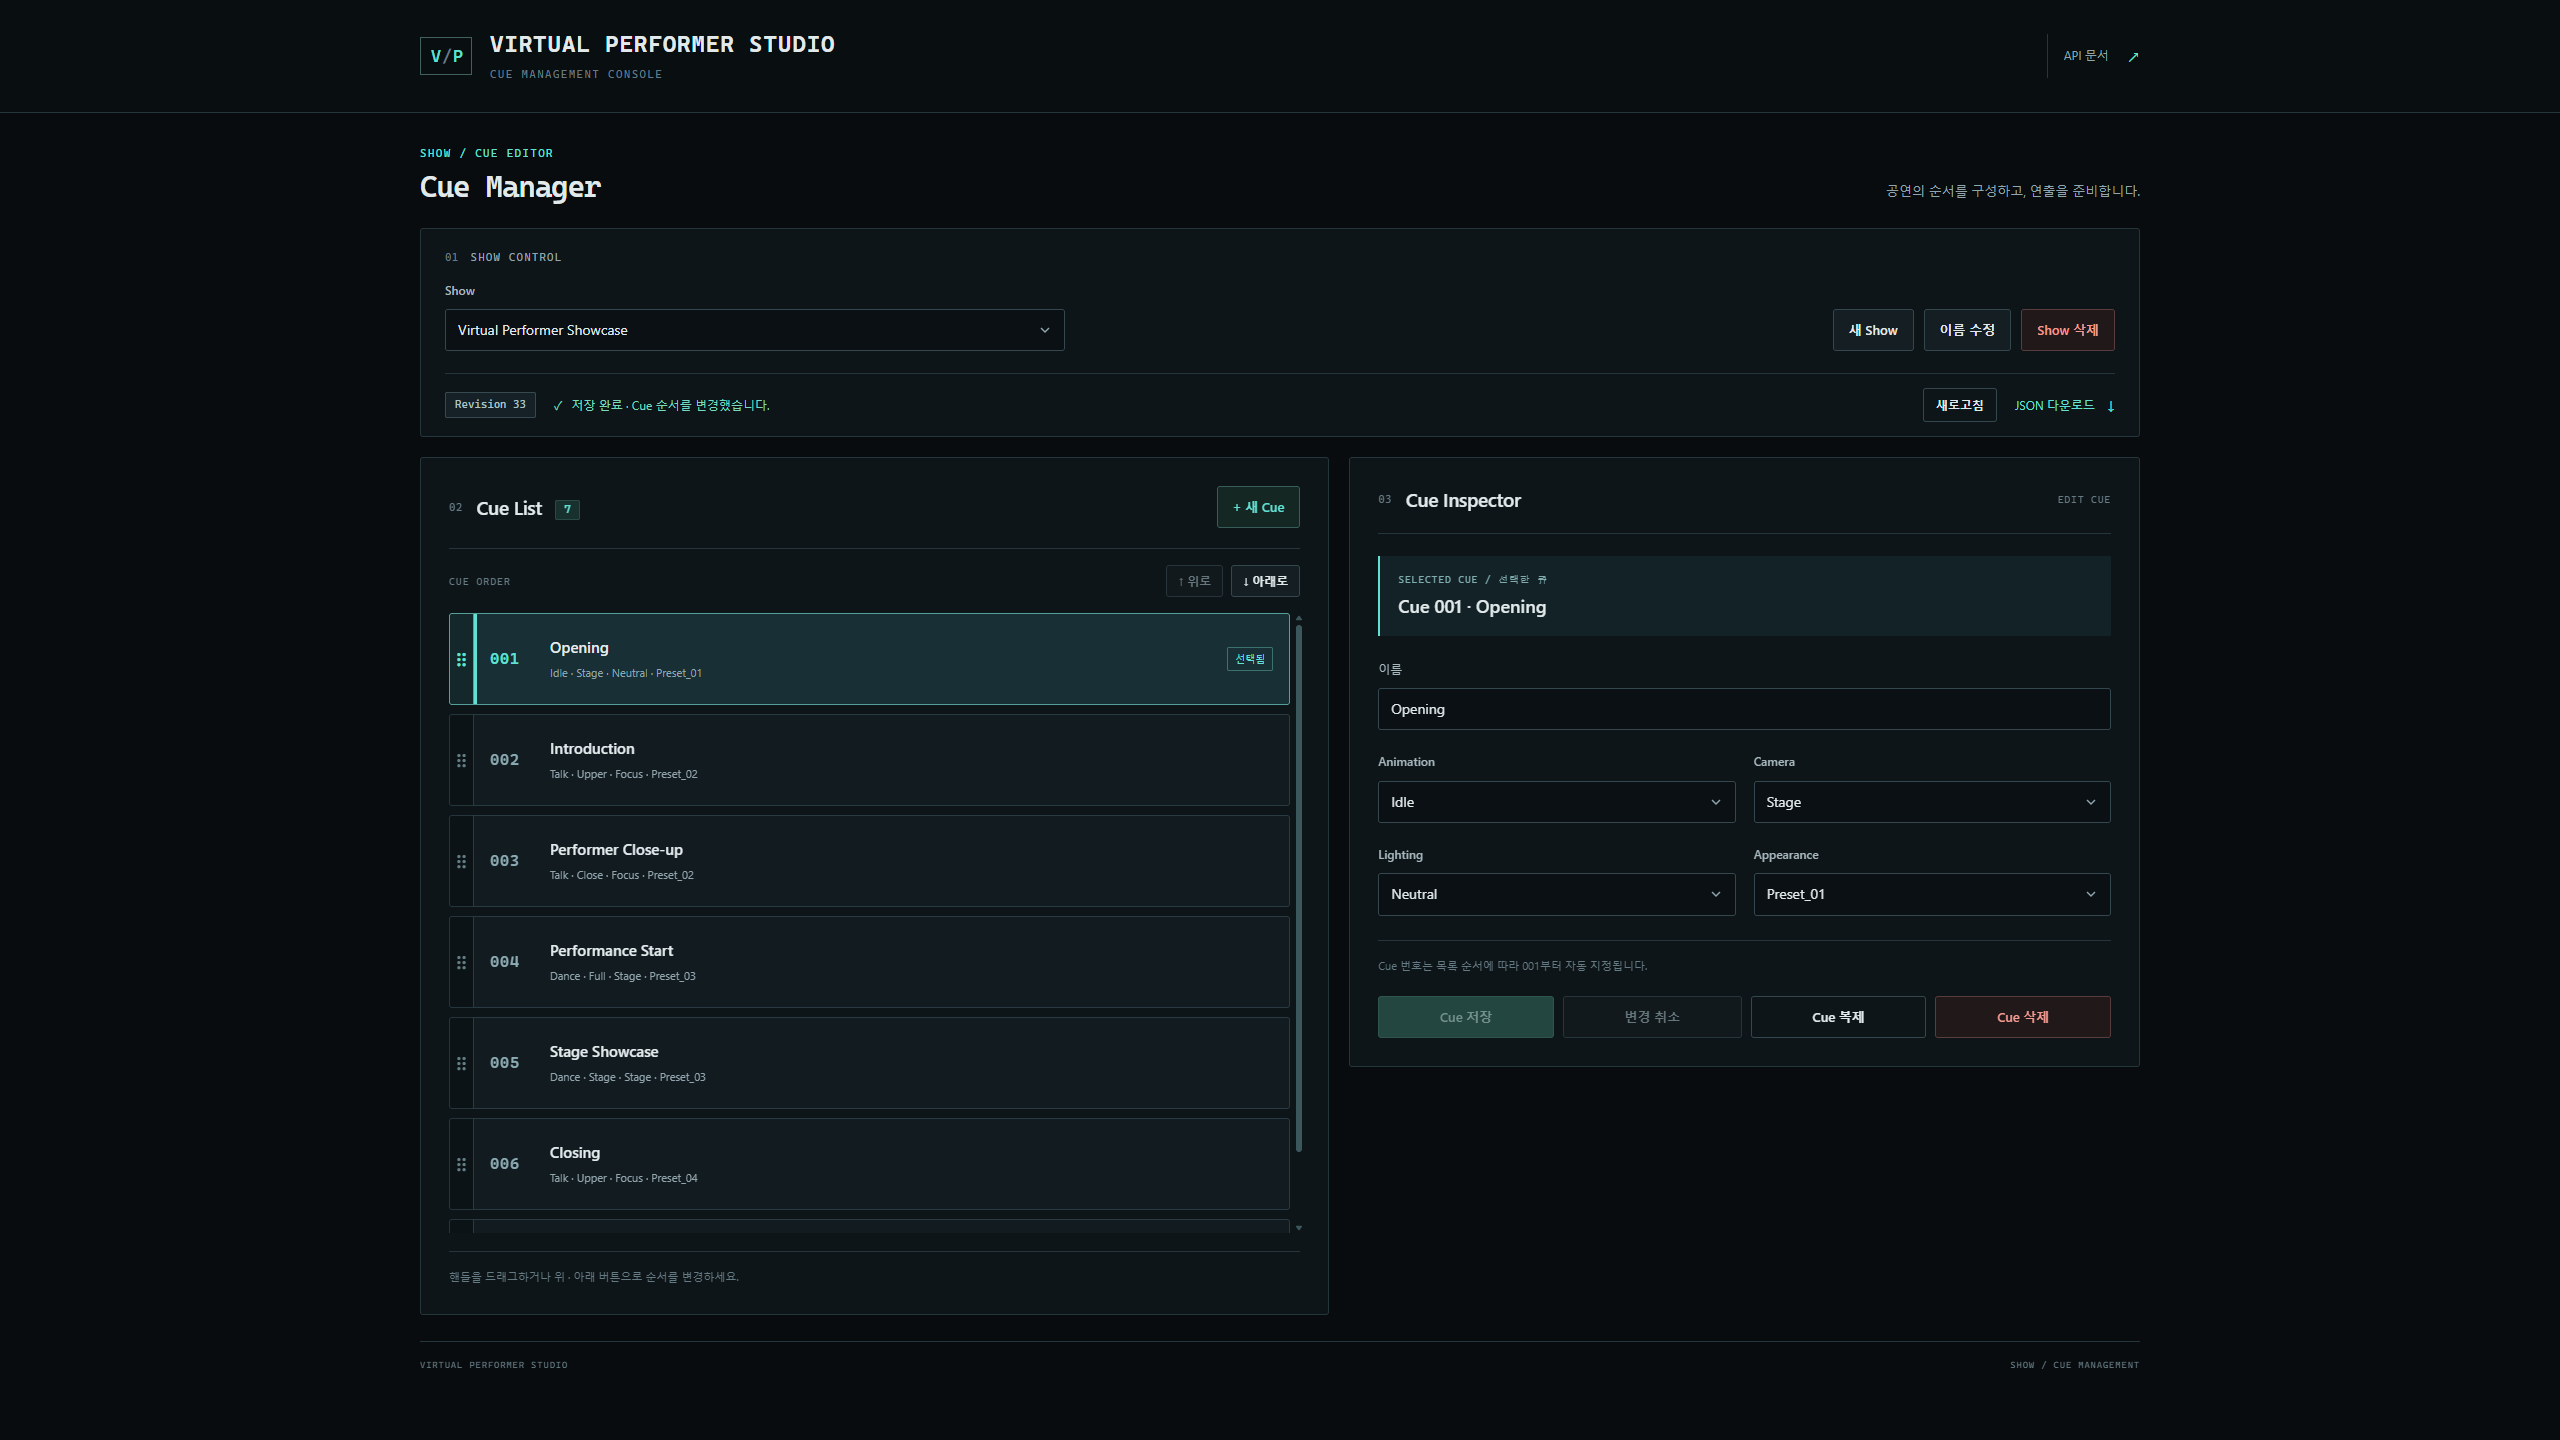 V/P
VIRTUAL PERFORMER STUDIO
CUE MANAGEMENT CONSOLE
API 문서 ↗
SHOW / CUE EDITOR
Cue Manager
공연의 순서를 구성하고, 연출을 준비합니다.
01 SHOW CONTROL
Show
Virtual Performer Showcase
새 Show
이름 수정
Show 삭제
Revision 33
✓ 저장 완료 · Cue 순서를 변경했습니다.
새로고침
JSON 다운로드 ↓
02 Cue List 7
+ 새 Cue
CUE ORDER
↑ 위로
↓ 아래로
001
Opening
Idle · Stage · Neutral · Preset_01
선택됨
002
Introduction
Talk · Upper · Focus · Preset_02
003
Performer Close-up
Talk · Close · Focus · Preset_02
004
Performance Start
Dance · Full · Stage · Preset_03
005
Stage Showcase
Dance · Stage · Stage · Preset_03
006
Closing
Talk · Upper · Focus · Preset_04
핸들을 드래그하거나 위 · 아래 버튼으로 순서를 변경하세요.
03 Cue Inspector
EDIT CUE
SELECTED CUE / 선택한 큐
Cue 001 · Opening
이름
Opening
Animation
Idle
Camera
Stage
Lighting
Neutral
Appearance
Preset_01
Cue 번호는 목록 순서에 따라 001부터 자동 지정됩니다.
Cue 저장
변경 취소
Cue 복제
Cue 삭제
VIRTUAL PERFORMER STUDIO
SHOW / CUE MANAGEMENT